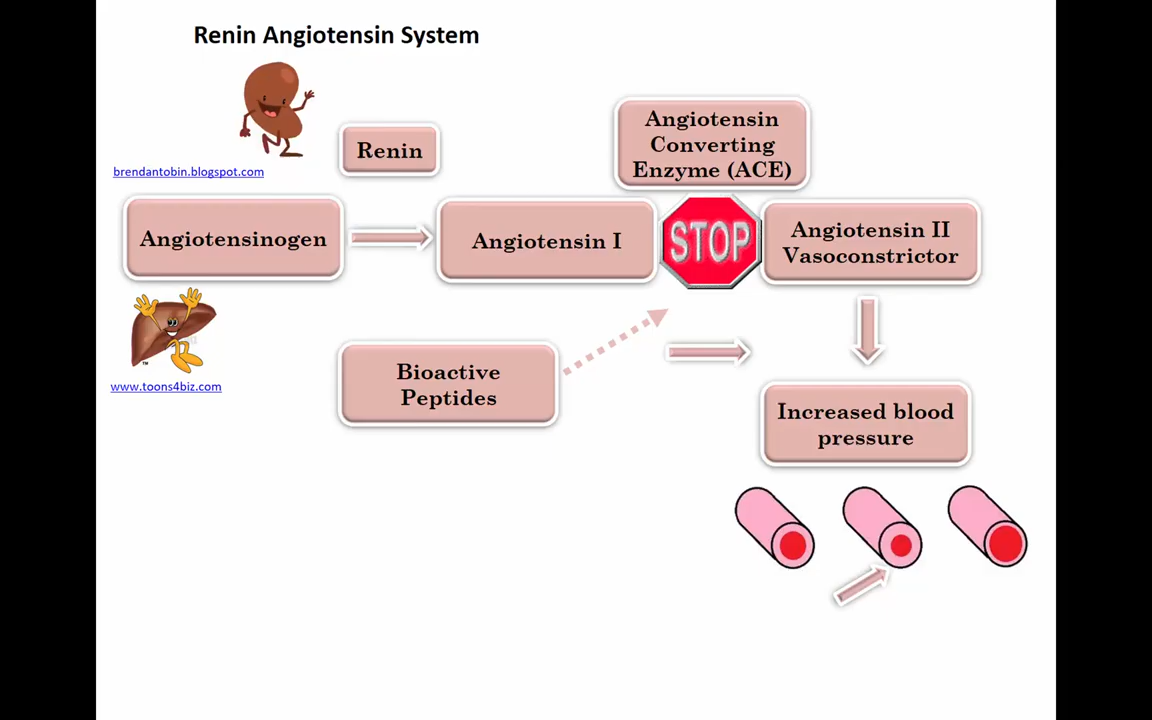 Renin Angiotensin System
brendantobin.blogspot.com
Renin
Angiotensin
Converting
Enzyme (ACE)
Angiotensinogen
Angiotensin I
STOP
Angiotensin II
Vasoconstrictor
www.toons4biz.com
Bioactive
Peptides
Increased blood
pressure